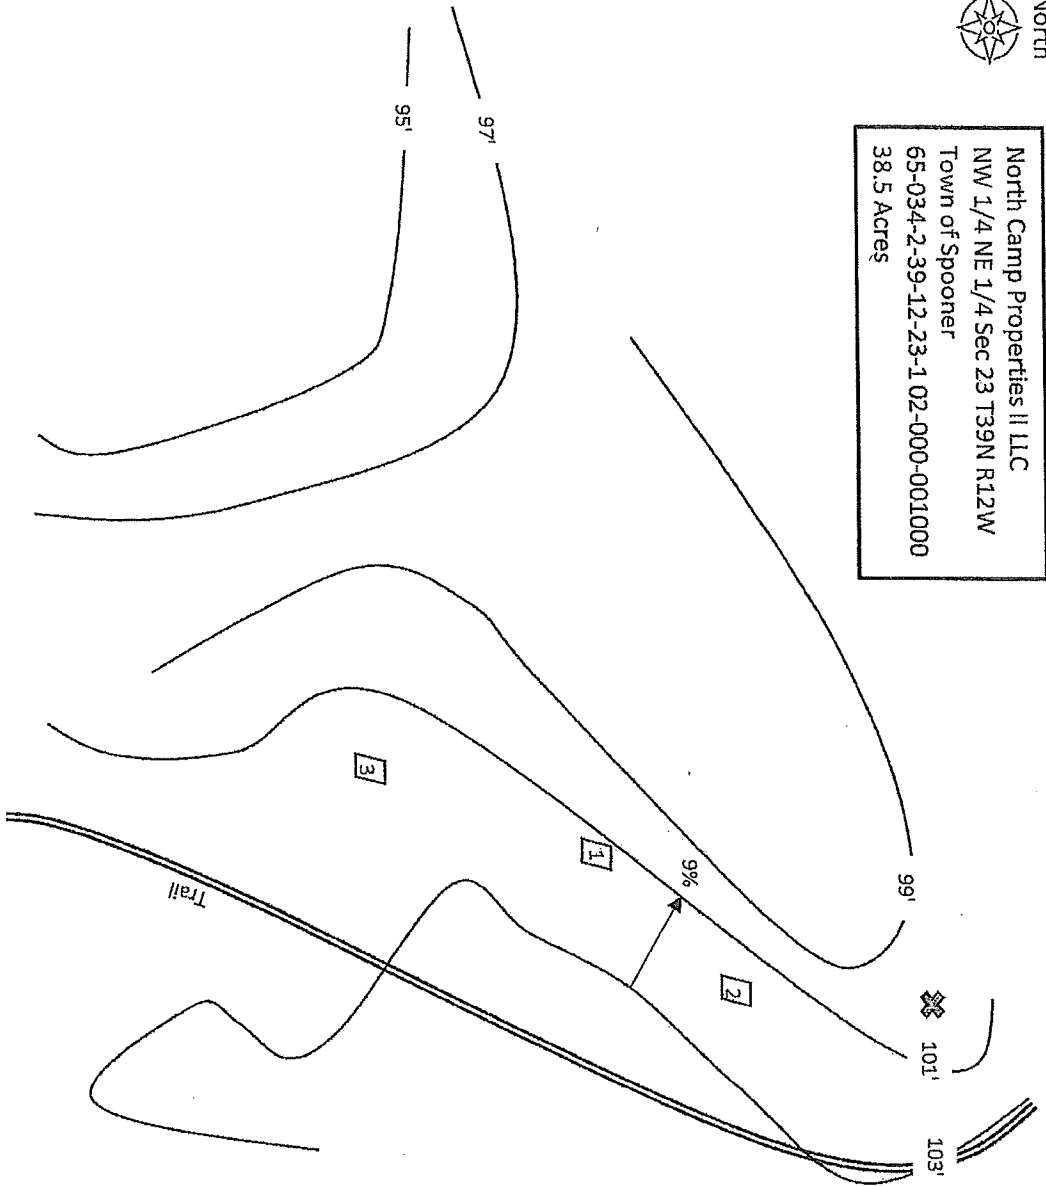 North
North Camp Properties II LLC
NW 1/4 NE 1/4 Sec 23 T39N R12W
Town of Spooner
65-034-2-39-12-23-1 02-000-001000
38.5 Acres
99'
101'
103'
97'
95'
9%
2
1
3
Trail